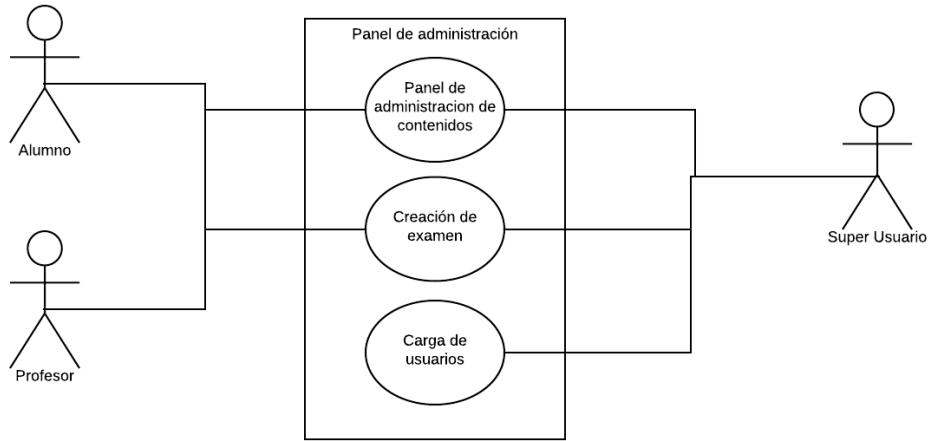 Panel de administración
Panel de
administracion de
contenidos
Alumno
Creación de
examen
Super Usuario
Carga de
usuarios
Profesor